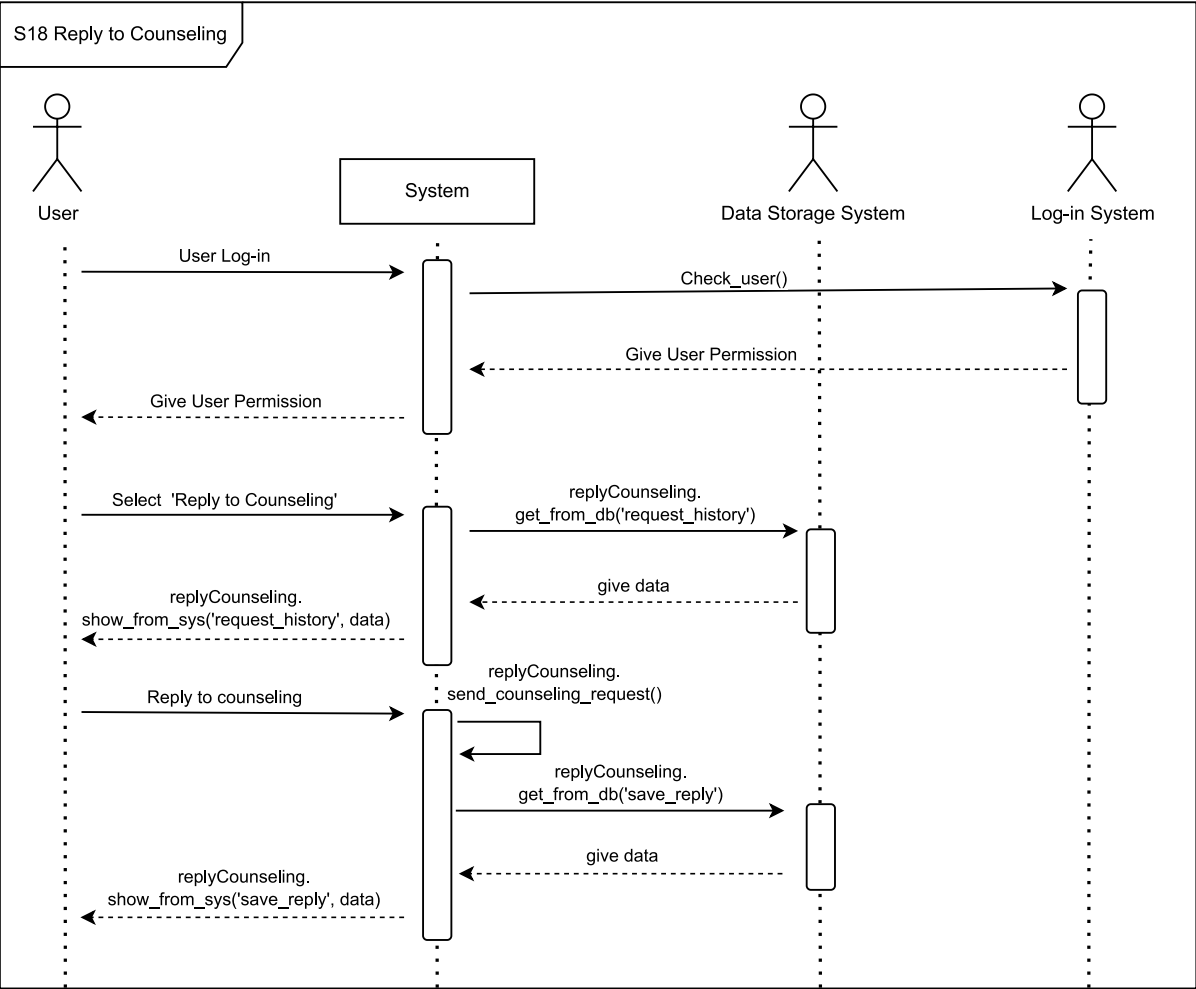 S18 Reply to Counseling
User
System
Data Storage System
Log-in System
User Log-in
Check_user()
Give User Permission
Give User Permission
Select  'Reply to Counseling'
replyCounseling.
get_from_db('request_history')
give data
replyCounseling.
show_from_sys('request_history', data)
replyCounseling.
send_counseling_request()
Reply to counseling
replyCounseling.
get_from_db('save_reply')
give data
replyCounseling.
show_from_sys('save_reply', data)